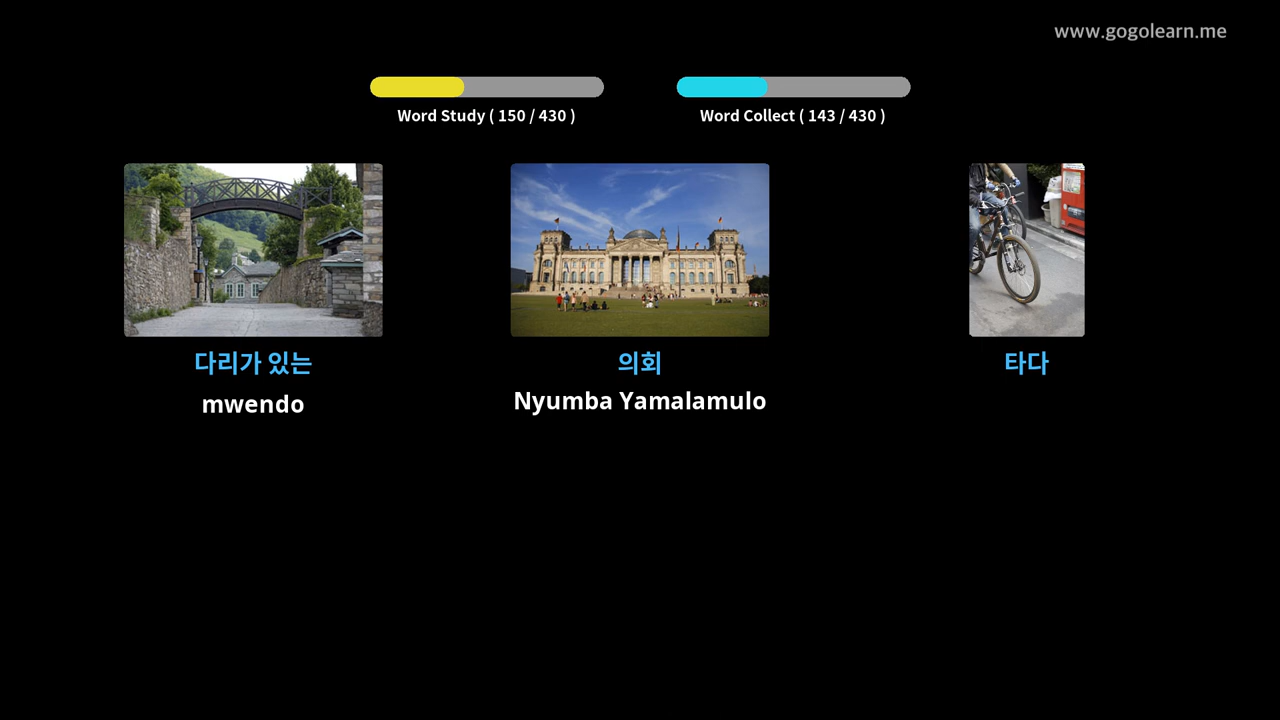 www.gogolearn.me
Word Study ( 150 / 430 )
Word Collect ( 143 / 430 )
다리가 있는
mwendo
의회
Nyumba Yamalamulo
타다